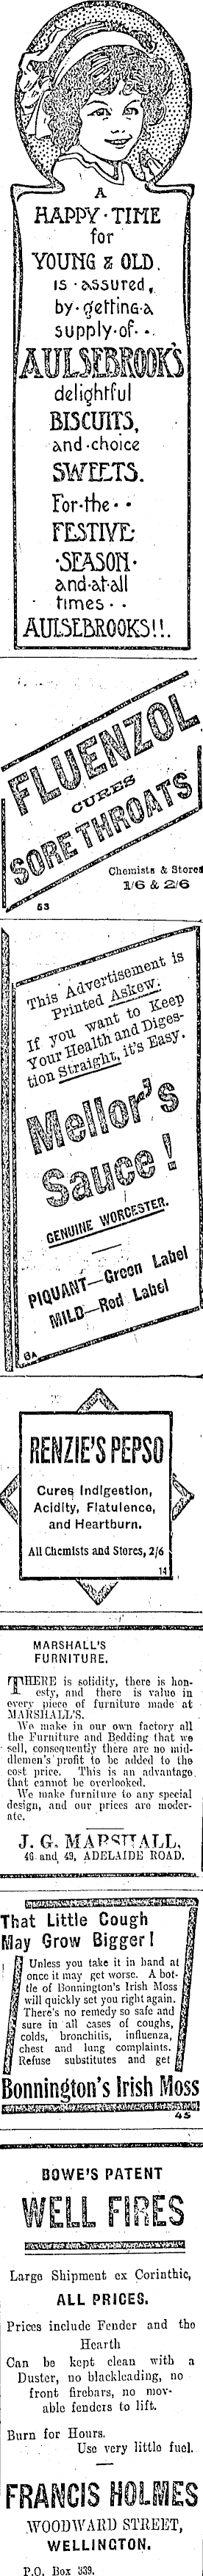 A
HAPPY · TIME
for
YOUNG & OLD.
is · assured,
by · getting · a
supply · of · ·
AULSEBROOK'S
delightful
BISCUITS,
and · choice
SWEETS.
For · the · ·
FESTIVE
· SEASON ·
and · at · all
times · ·
AULSEBROOKS!!.
FLUENZOL
CURES
SORE THROATS
Chemists & Stores
1/6 & 2/6
53
This Advertisement is
Printed Askew.
If you want to Keep
Your Health and Diges-
tion Straight, it's Easy.
Mellor's
Sauce!
GENUINE WORCESTER.
PIQUANT—Green Label
MILD—Red Label
6A
RENZIE'S PEPSO
Cures Indigestion,
Acidity, Flatulence,
and Heartburn.
All Chemists and Stores, 2/6
14
MARSHALL'S
FURNITURE.
THERE is solidity, there is hon-
esty, and there is value in
every piece of furniture made at
MARSHALL'S.
We make in our own factory all
the Furniture and Bedding that we
sell, consequently there are no mid-
dlemen's profit to be added to the
cost price. This is an advantage
that cannot be overlooked.
We make furniture to any special
design, and our prices are moder-
ate.
J. G. MARSHALL,
46 and 49, ADELAIDE ROAD.
That Little Cough
May Grow Bigger!
Unless you take it in hand at
once it may get worse. A bot-
tle of Bonnington's Irish Moss
will quickly set you right again.
There's no remedy so safe and
sure in all cases of coughs,
colds, bronchitis, influenza,
chest and lung complaints.
Refuse substitutes and get
Bonnington's Irish Moss
45
BOWE'S PATENT
WELL FIRES
Large Shipment ex Corinthic,
ALL PRICES.
Prices include Fender and the
Hearth
Can be kept clean with a
Duster, no blackleading, no
front firebars, no mov-
able fenders to lift.
Burn for Hours.
Use very little fuel.
FRANCIS HOLMES
WOODWARD STREET,
WELLINGTON.
P.O. Box 339.